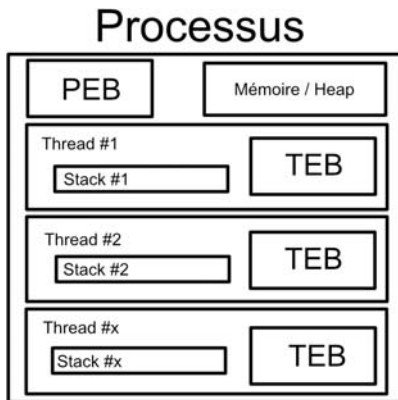 Processus
PEB
Mémoire / Heap
Thread #1
Stack #1
TEB
Thread #2
Stack #2
TEB
Thread #x
Stack #x
TEB